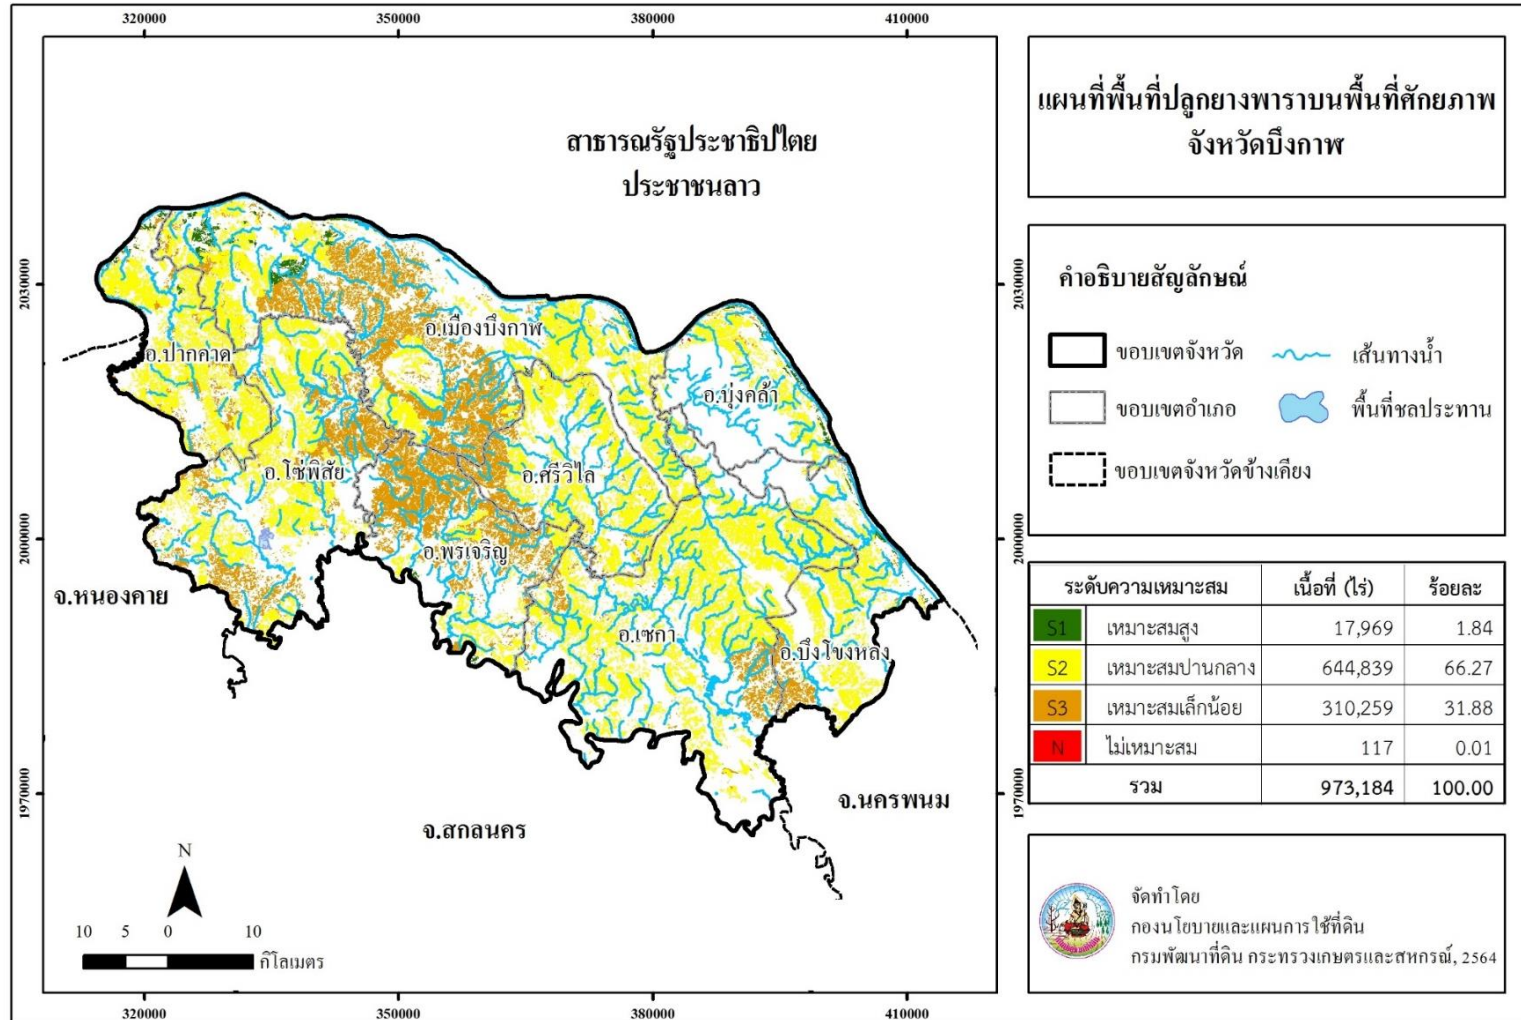 320000
350000
380000
410000
แผนที่พื้นที่ปลูกยางพาราบนพื้นที่ศักยภาพ
จังหวัดบึงกาฬ
สาธารณรัฐประชาธิปไตย
ประชาชนลาว
2030000
2030000
คำอธิบายสัญลักษณ์
ขอบเขตจังหวัด
เส้นทางน้ำ
ขอบเขตอำเภอ
พื้นที่ชลประทาน
ขอบเขตจังหวัดข้างเคียง
อ.เมืองบึงกาฬ
อ.ปากคาด
อ.บุ่งคล้า
อ.โซ่พิสัย
อ.ศรีวิไล
2000000
2000000
อ.พรเจริญ
จ.หนองคาย
อ.เซกา
อ.บึงโขงหลง
ระดับความเหมาะสม เนื้อที่ (ไร่) ร้อยละ
S1 เหมาะสมสูง 17,969 1.84
S2 เหมาะสมปานกลาง 644,839 66.27
S3 เหมาะสมเล็กน้อย 310,259 31.88
N ไม่เหมาะสม 117 0.01
รวม 973,184 100.00
1970000
1970000
จ.นครพนม
จ.สกลนคร
N
10 5 0 10
กิโลเมตร
จัดทำโดย
กองนโยบายและแผนการใช้ที่ดิน
กรมพัฒนาที่ดิน กระทรวงเกษตรและสหกรณ์, 2564
320000
350000
380000
410000